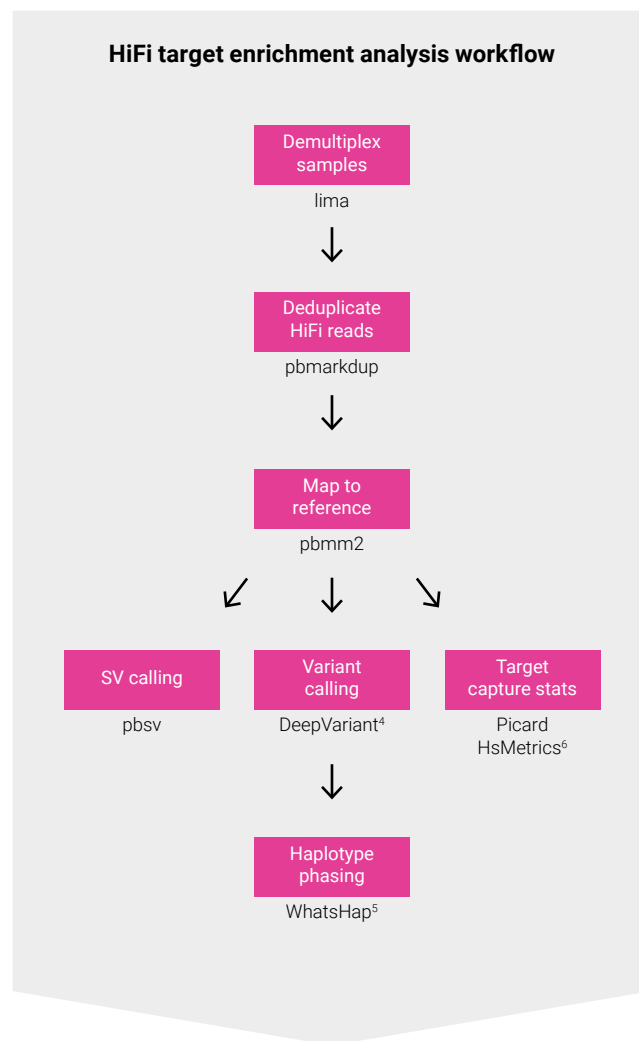 HiFi target enrichment analysis workflow
Demultiplex
samples
lima
Deduplicate
HiFi reads
pbmarkdup
Map to
reference
pbmm2
SV calling
pbsv
Variant
calling
DeepVariant⁴
Target
capture stats
Picard
HsMetrics⁶
Haplotype
phasing
WhatsHap⁵